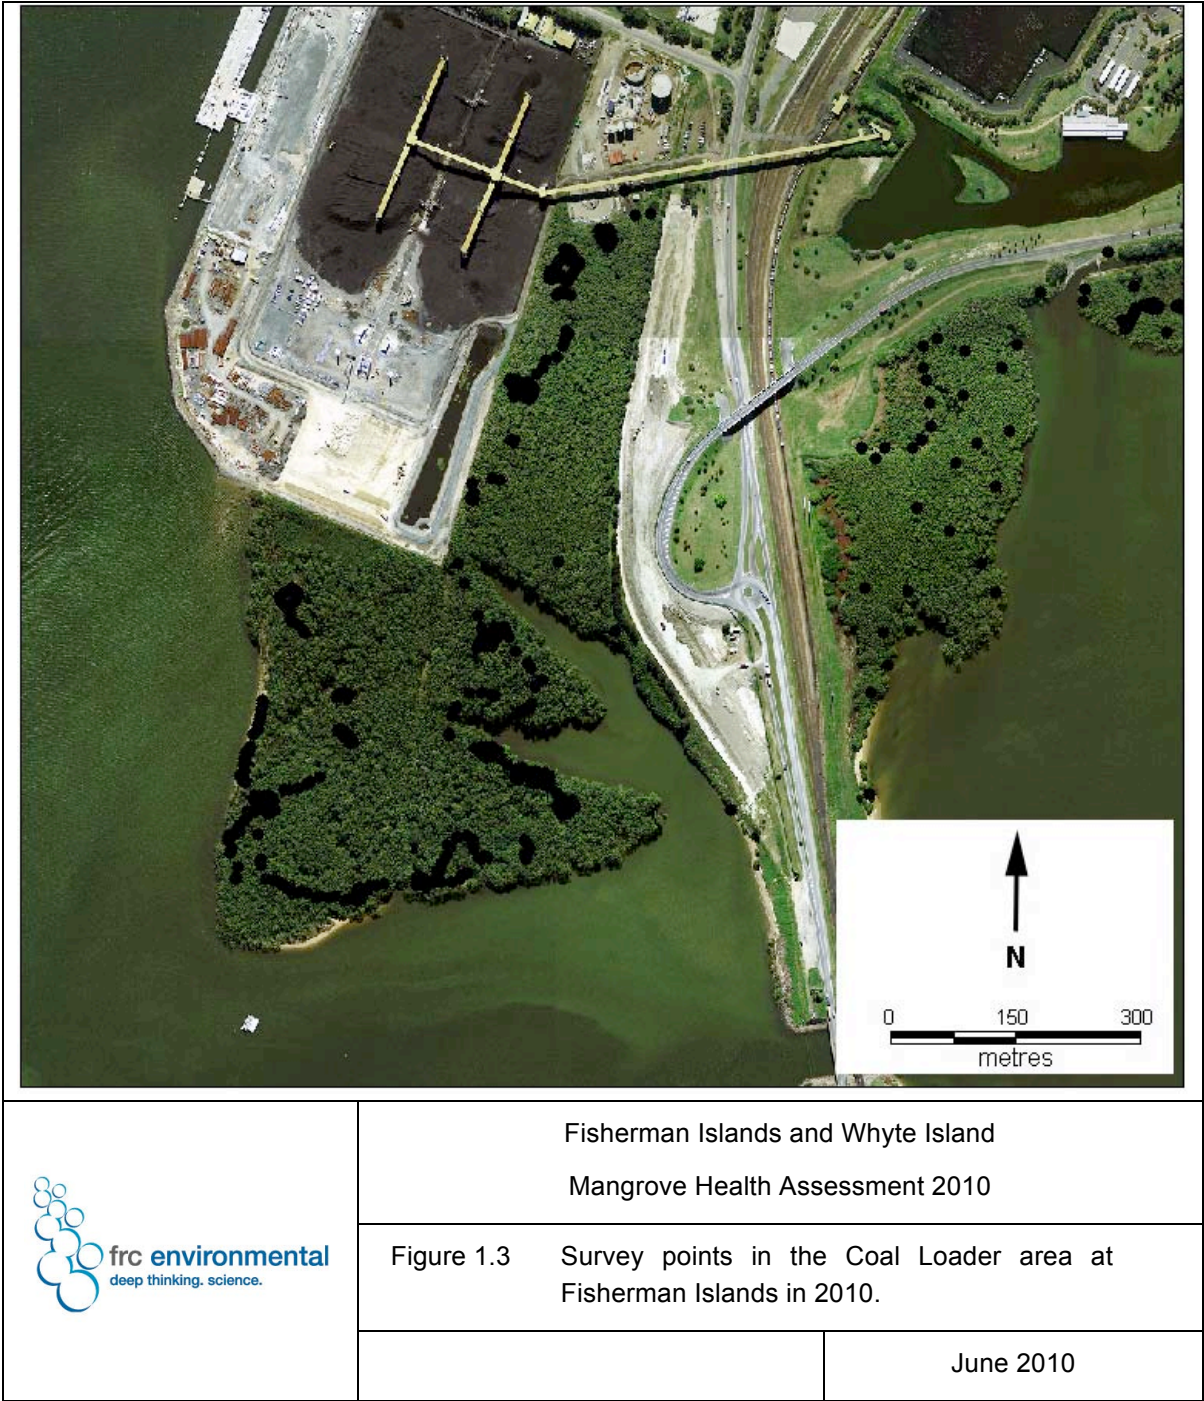 N
0 150 300
metres
frc environmental
deep thinking. science.
Fisherman Islands and Whyte Island
Mangrove Health Assessment 2010
Figure 1.3 Survey points in the Coal Loader area at
Fisherman Islands in 2010.
June 2010